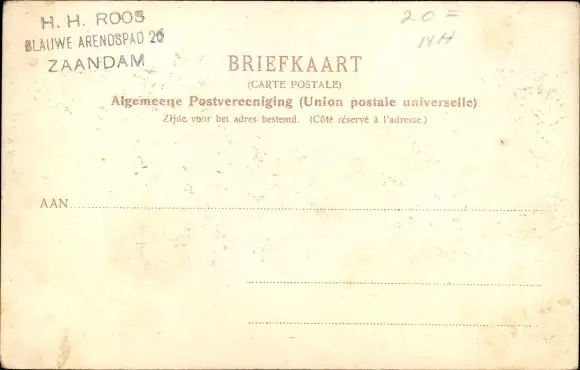 H. H. ROOS
BLAUWE ARENDSPAD 26
ZAANDAM
20=
NH
BRIEFKAART
(CARTE POSTALE)
Algemeene Postvereeniging (Union postale universelle)
Zijde voor het adres bestemd. (Côté réservé à l'adresse.)
AAN